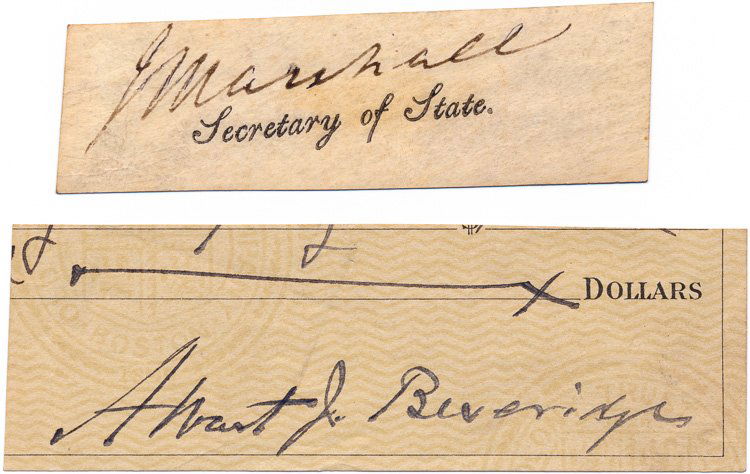 J Marshall
Secretary of State.
DOLLARS
Albert J. Beveridge